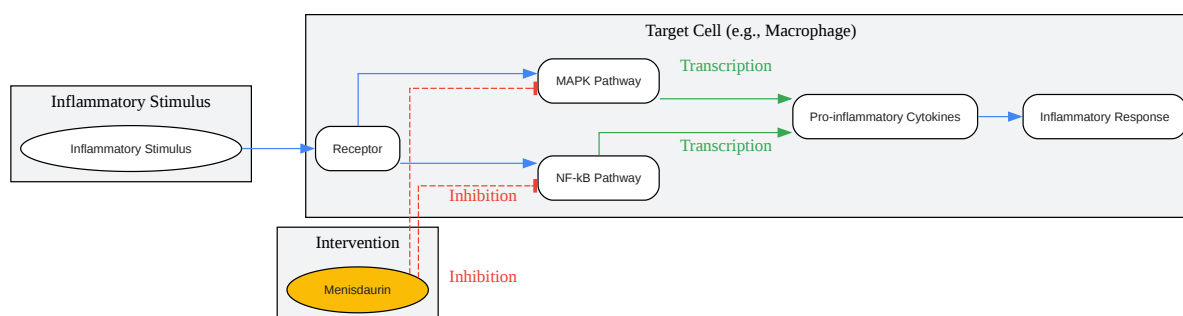 Target Cell (e.g., Macrophage)
Inflammatory Stimulus
Inflammatory Stimulus
Receptor
MAPK Pathway
NF-kB Pathway
Transcription
Transcription
Pro-inflammatory Cytokines
Inflammatory Response
Inhibition
Intervention
Menisdaurin
Inhibition